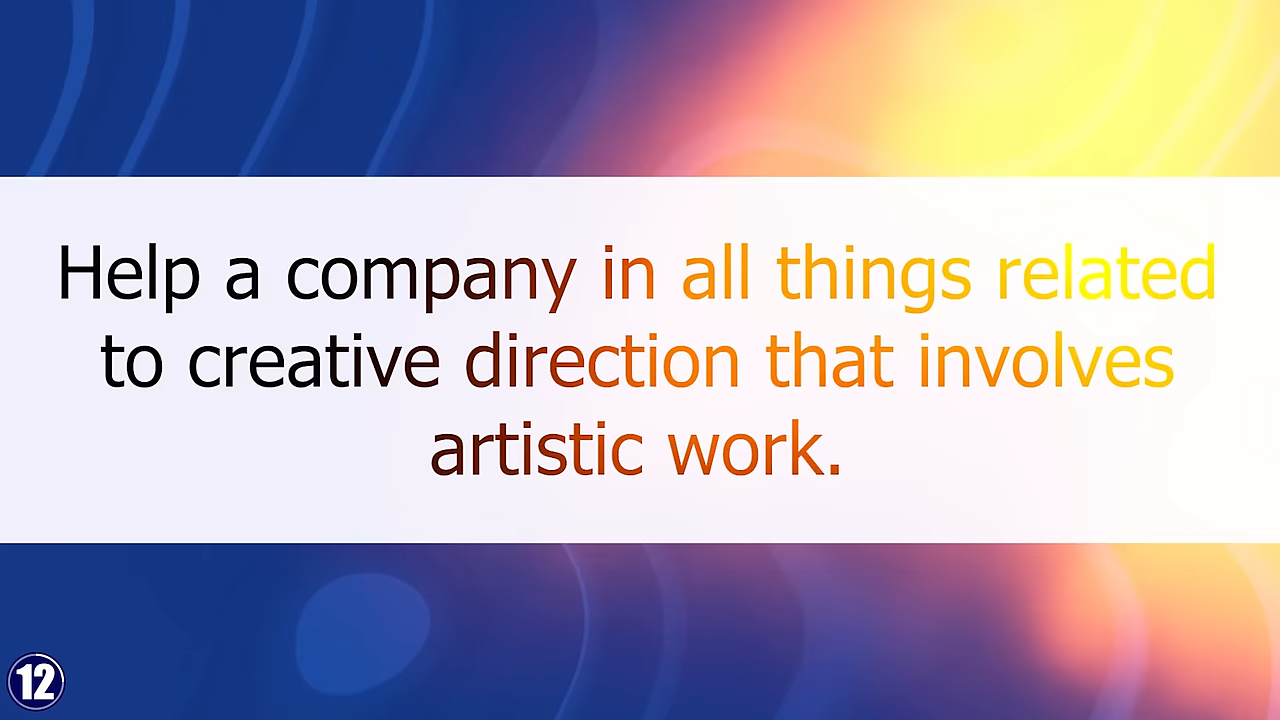 Help a company in all things related
to creative direction that involves
artistic work.
12